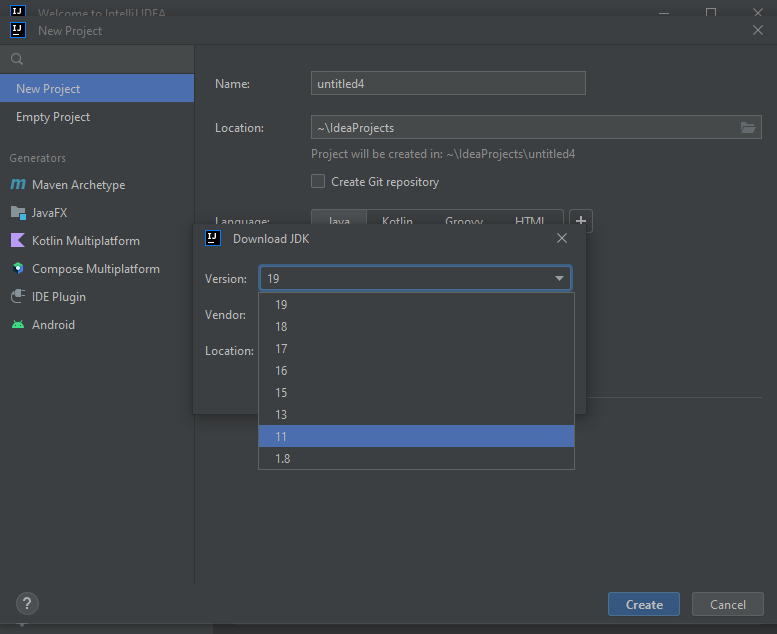 Welcome to IntelliJ IDEA
New Project
New Project
Empty Project
Generators
Maven Archetype
JavaFX
Kotlin Multiplatform
Compose Multiplatform
IDE Plugin
Android
Name: untitled4
Location: ~\IdeaProjects
Project will be created in: ~\IdeaProjects\untitled4
Create Git repository
Language: Java Kotlin Groovy HTML +
Download JDK
Version: 19
Vendor:
Location:
19
18
17
16
15
13
11
1.8
? Create Cancel